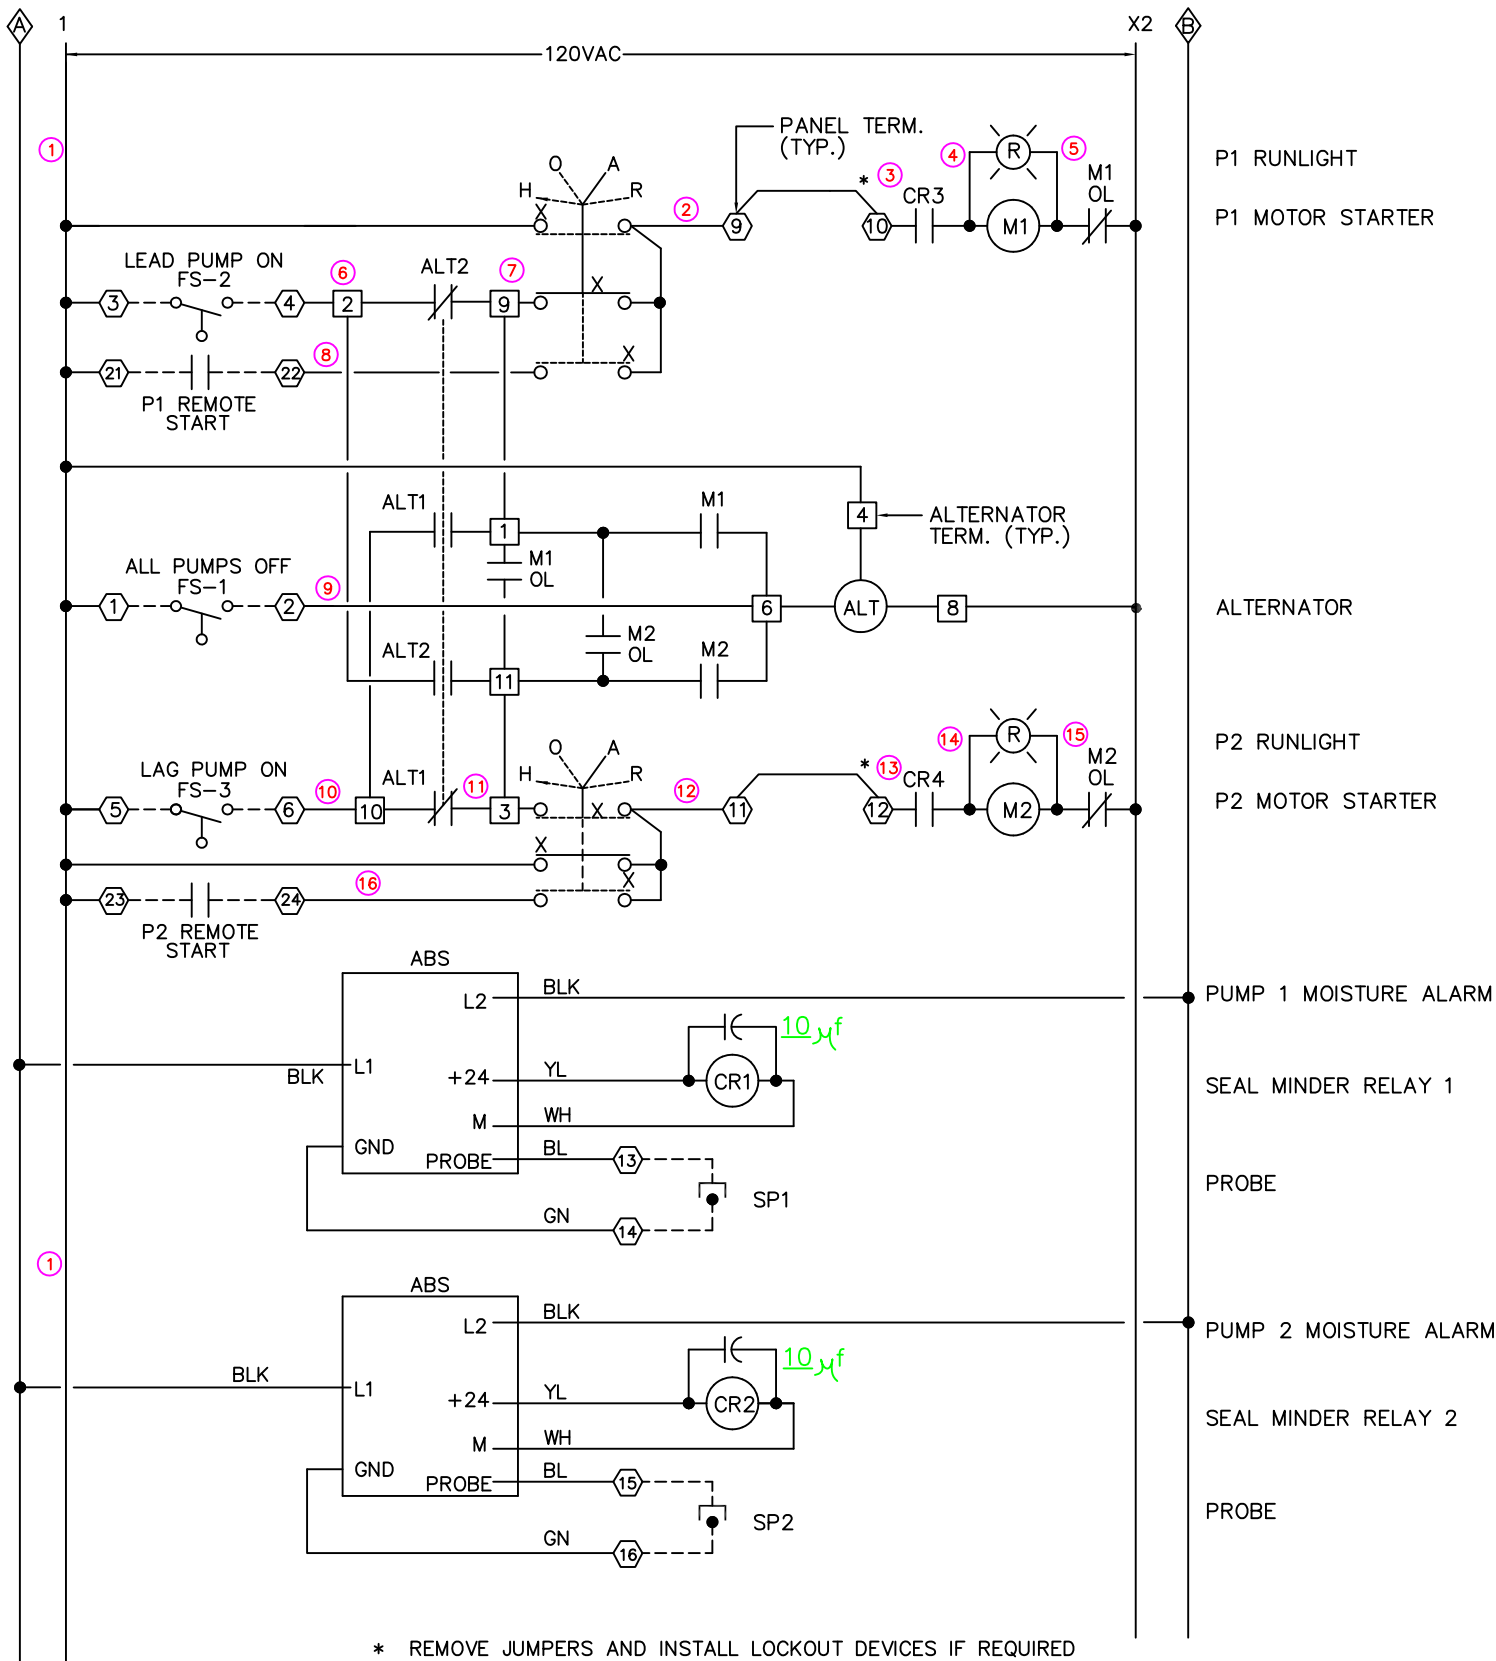 A 1 X2 B
120VAC
PANEL TERM.
(TYP.)
1
O A
H R
X
2
9
*
3
10
CR3
4
R
5
M1
M1
OL
P1 RUNLIGHT
P1 MOTOR STARTER
LEAD PUMP ON
FS-2
3
4
6
2
ALT2
7
9
X
21
22
8
X
P1 REMOTE
START
ALT1
1
M1
4
ALTERNATOR
TERM. (TYP.)
M1
OL
ALL PUMPS OFF
FS-1
1
2
9
6
ALT
8
ALTERNATOR
M2
OL
ALT2
11
M2
LAG PUMP ON
FS-3
5
6
10
10
ALT1
11
3
O A
H R
X
12
11
*
13
12
CR4
14
R
15
M2
M2
OL
P2 RUNLIGHT
P2 MOTOR STARTER
X
23
24
16
X
P2 REMOTE
START
ABS
L2
BLK
PUMP 1 MOISTURE ALARM
10 µf
BLK
L1
+24
YL
CR1
SEAL MINDER RELAY 1
M
WH
GND
PROBE
BL
13
SP1
PROBE
GN
14
1
ABS
L2
BLK
PUMP 2 MOISTURE ALARM
10 µf
BLK
L1
+24
YL
CR2
SEAL MINDER RELAY 2
M
WH
GND
PROBE
BL
15
SP2
PROBE
GN
16
* REMOVE JUMPERS AND INSTALL LOCKOUT DEVICES IF REQUIRED